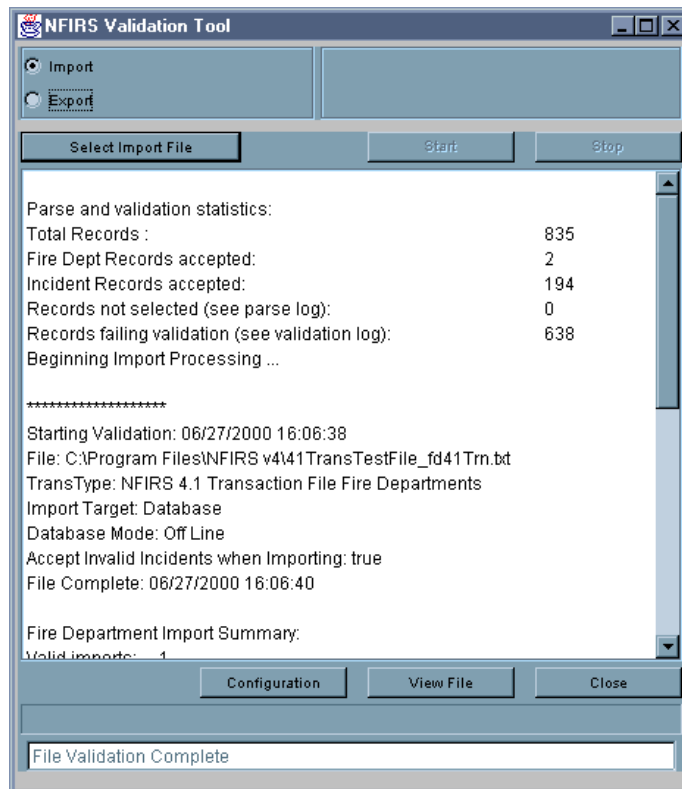 NFIRS Validation Tool
Import
Export
Select Import File Start Stop
Parse and validation statistics:
Total Records : 835
Fire Dept Records accepted: 2
Incident Records accepted: 194
Records not selected (see parse log): 0
Records failing validation (see validation log): 638
Beginning Import Processing ...
*******************
Starting Validation: 06/27/2000 16:06:38
File: C:\Program Files\NFIRS v4\41TransTestFile_fd41Trn.txt
TransType: NFIRS 4.1 Transaction File Fire Departments
Import Target: Database
Database Mode: Off Line
Accept Invalid Incidents when Importing: true
File Complete: 06/27/2000 16:06:40
Fire Department Import Summary:
Valid imports: 1
Configuration View File Close
File Validation Complete